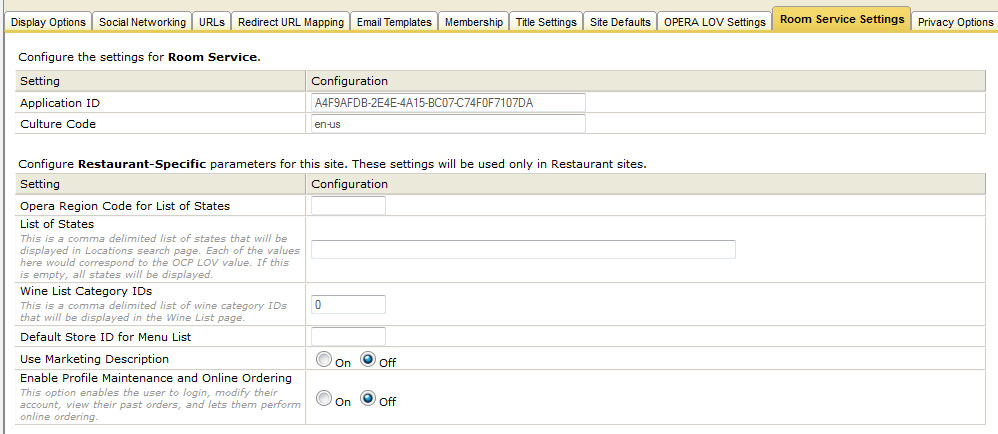 Display Options Social Networking URLs Redirect URL Mapping Email Templates Membership Title Settings Site Defaults OPERA LOV Settings Room Service Settings Privacy Options
Configure the settings for Room Service.
Setting Configuration
Application ID A4F9AFDB-2E4E-4A15-BC07-C74F0F7107DA
Culture Code en-us
Configure Restaurant-Specific parameters for this site. These settings will be used only in Restaurant sites.
Setting Configuration
Opera Region Code for List of States
List of States
This is a comma delimited list of states that will be
displayed in Locations search page. Each of the values
here would correspond to the OCP LOV value. If this
is empty, all states will be displayed.
Wine List Category IDs
This is a comma delimited list of wine category IDs
that will be displayed in the Wine List page.
0
Default Store ID for Menu List
Use Marketing Description On Off
Enable Profile Maintenance and Online Ordering
This option enables the user to login, modify their
account, view their past orders, and lets them perform
online ordering.
On Off